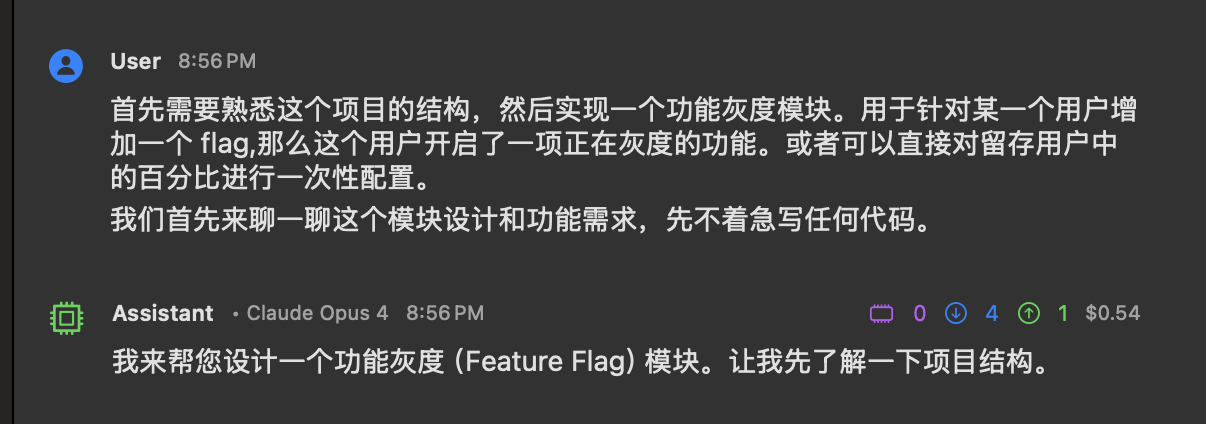 User 8:56 PM
首先需要熟悉这个项目的结构，然后实现一个功能灰度模块。用于针对某一个用户增
加一个 flag,那么这个用户开启了一项正在灰度的功能。或者可以直接对留存用户中
的百分比进行一次性配置。
我们首先来聊一聊这个模块设计和功能需求，先不着急写任何代码。
Assistant • Claude Opus 4 8:56 PM 0 4 1 $0.54
我来帮您设计一个功能灰度 (Feature Flag) 模块。让我先了解一下项目结构。